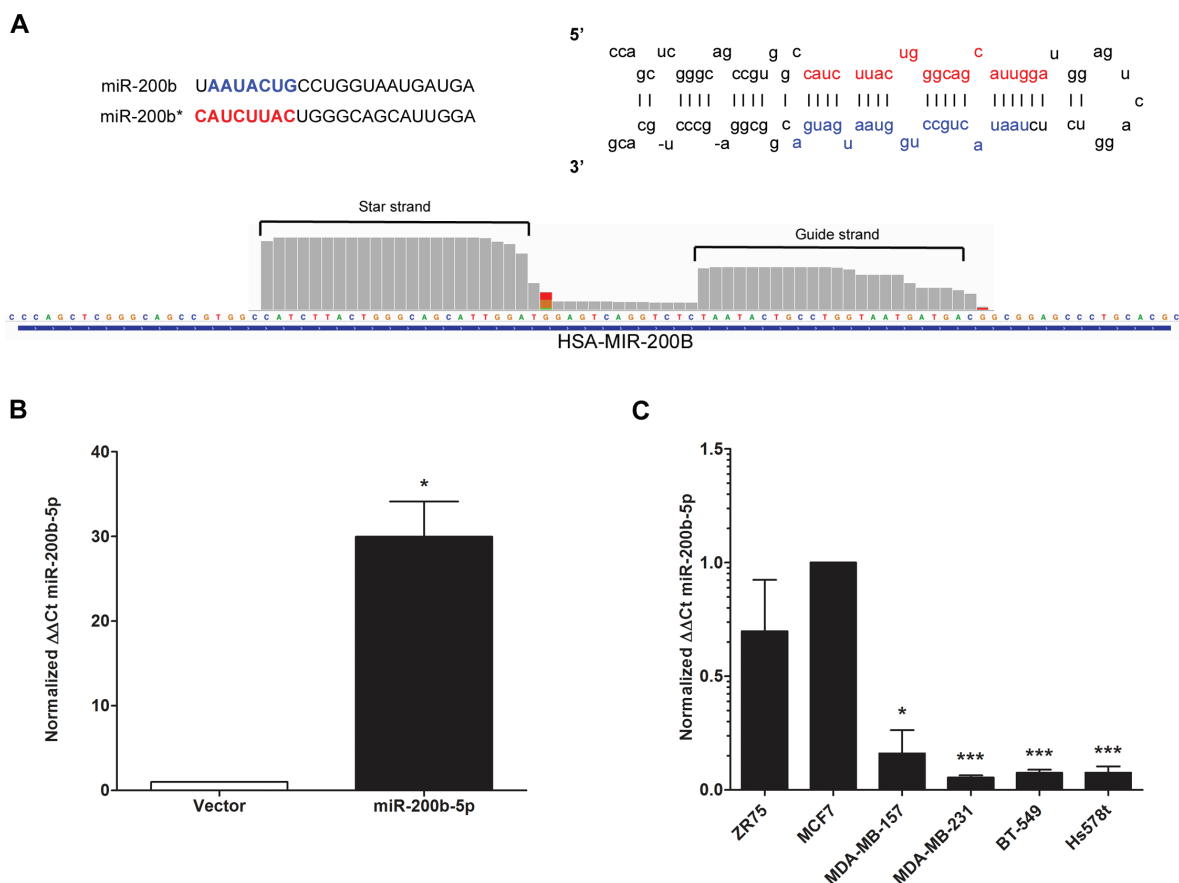 A
5'
cca uc ag g c ug c u ag
gc gggc ccgu g cauc uuac ggcag auugga gg u
c
cg cccg ggcg c guag aaug ccguc uaaucu cu a
gca -u -a g a u gu a gg
3'
miR-200b UAAUACUGCCUGGUAAUGAUGA
miR-200b* CAUCUUACUGGGCAGCAUUGGA
Star strand
Guide strand
C C C A G C T C G G G C A G C C G T G G C C A T C T T A C T G G G C A G C A T T G G A T G G A G T C A G G T C T C T A A T A C T G C C T G G T A A T G A T G A C G G C G G A G C C C T G C A C G C
HSA-MIR-200B
B
Normalized ΔΔCt miR-200b-5p
40
30
20
10
0
*
Vector
miR-200b-5p
C
Normalized ΔΔCt miR-200b-5p
1.5
1.0
0.5
0.0
*
***
***
***
ZR75
MCF7
MDA-MB-157
MDA-MB-231
BT-549
Hs578t